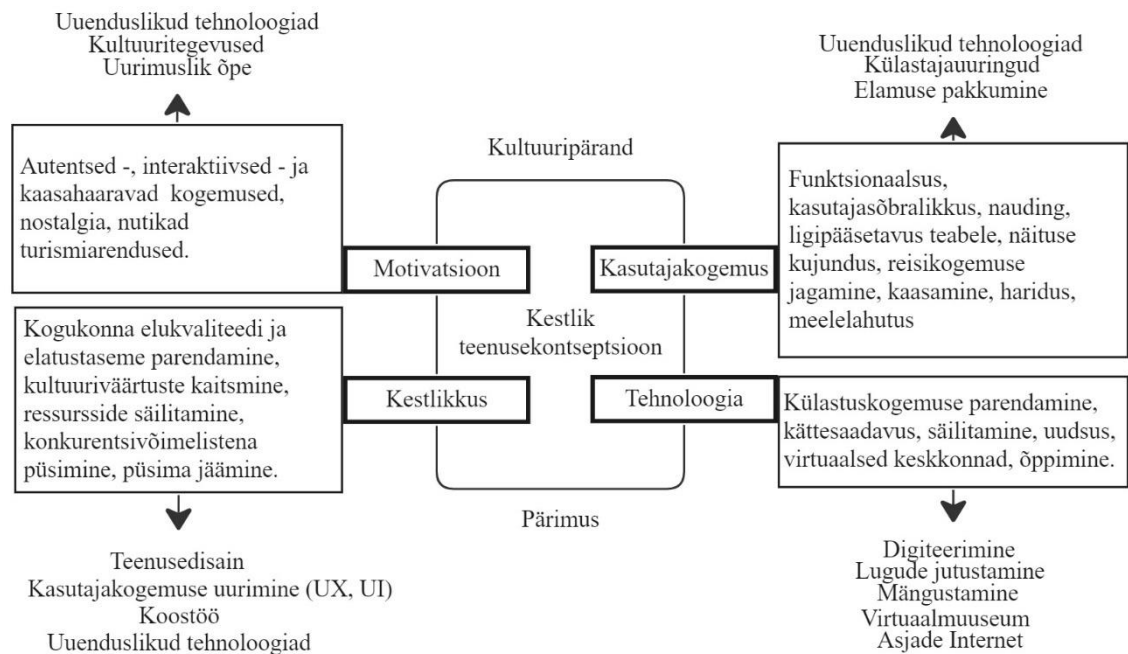 Uuenduslikud tehnoloogiad
Kultuuritegevused
Uurimuslik õpe
Autentsed -, interaktiivsed - ja
kaasahaaravad kogemused,
nostalgia, nutikad
turismiarendused.
Kultuuripärand
Uuenduslikud tehnoloogiad
Külastajauuringud
Elamuse pakkumine
Funktsionaalsus,
kasutajasõbralikkus, nauding,
ligipääsetavus teabele, näituse
kujundus, reisikogemuse
jagamine, kaasamine, haridus,
meelelahutus
Motivatsioon
Kasutajakogemus
Kestlik
teenusekontseptsioon
Kogukonna elukvaliteedi ja
elatustaseme parendamine,
kultuuriväärtuste kaitsmine,
ressursside säilitamine,
konkurentsivõimelistena
püsimine, püsima jäämine.
Kestlikkus
Tehnoloogia
Külastuskogemuse parendamine,
kättesaadavus, säilitamine, uudsus,
virtuaalsed keskkonnad, õppimine.
Pärimus
Teenusedisain
Kasutajakogemuse uurimine (UX, UI)
Koostöö
Uuenduslikud tehnoloogiad
Digiteerimine
Lugude jutustamine
Mängustamine
Virtuaalmuuseum
Asjade Internet